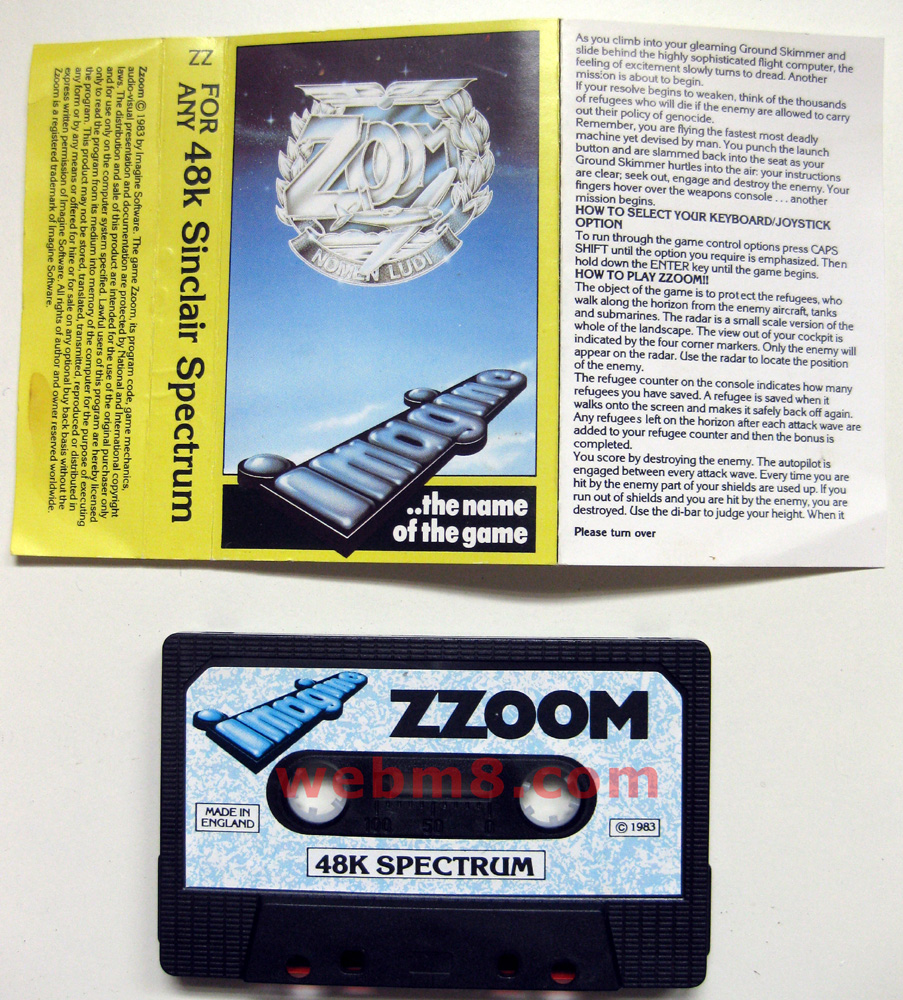 Zzoom © 1983 by Imagine Software. The game Zzoom, its program code, game mechanics,
audio-visual presentation and documentation are protected by National and International copyright
laws. The distribution and sale of this product are intended for the use of the original purchaser only
and for use only on the computer system specified. Lawful users of this program are hereby licensed
only to read the program from its medium into memory of the computer for the purpose of executing
the program. This product may not be stored, translated, transmitted, reproduced or distributed in
any form or by any means or offered for hire or for sale on any optional buy back basis without the
express written permission of Imagine Software. All rights of author and owner reserved worldwide.
Zzoom is a registered trademark of Imagine Software.
ZZ
FOR 48k Sinclair Spectrum
ANY
ZOOM
NOMEN LUDI
imagine
..the name
of the game
As you climb into your gleaming Ground Skimmer and
slide behind the highly sophisticated flight computer, the
feeling of excitement slowly turns to dread. Another
mission is about to begin.
If your resolve begins to weaken, think of the thousands
of refugees who will die if the enemy are allowed to carry
out their policy of genocide.
Remember, you are flying the fastest most deadly
machine yet devised by man. You punch the launch
button and are slammed back into the seat as your
Ground Skimmer hurtles into the air: your instructions
are clear; seek out, engage and destroy the enemy. Your
fingers hover over the weapons console . . . another
mission begins.
HOW TO SELECT YOUR KEYBOARD/JOYSTICK
OPTION
To run through the game control options press CAPS
SHIFT until the option you require is emphasized. Then
hold down the ENTER key until the game begins.
HOW TO PLAY ZZOOM!!
The object of the game is to protect the refugees, who
walk along the horizon from the enemy aircraft, tanks
and submarines. The radar is a small scale version of the
whole of the landscape. The view out of your cockpit is
indicated by the four corner markers. Only the enemy will
appear on the radar. Use the radar to locate the position
of the enemy.
The refugee counter on the console indicates how many
refugees you have saved. A refugee is saved when it
walks onto the screen and makes it safely back off again.
Any refugees left on the horizon after each attack wave are
added to your refugee counter and then the bonus is
completed.
You score by destroying the enemy. The autopilot is
engaged between every attack wave. Every time you are
hit by the enemy part of your shields are used up. If you
run out of shields and you are hit by the enemy, you are
destroyed. Use the di-bar to judge your height. When it
Please turn over
imagine
ZZOOM
webm8.com
100 50 0
MADE IN
ENGLAND
© 1983
48K SPECTRUM